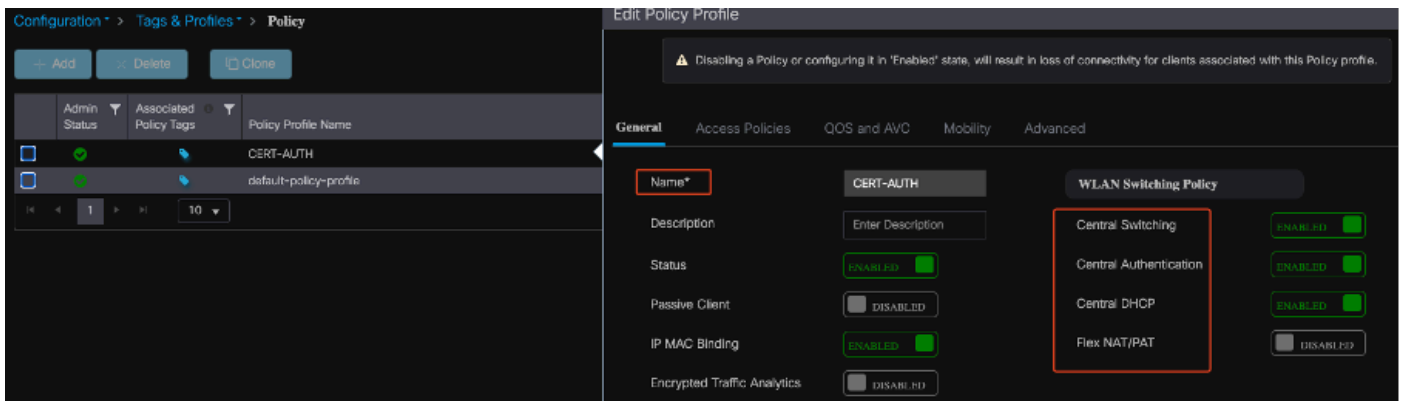 Configuration > Tags & Profiles > Policy
Add Delete Clone
Admin Status
Associated Policy Tags
Policy Profile Name
CERT-AUTH
default-policy-profile
1 10
Edit Policy Profile
Disabling a Policy or configuring it in 'Enabled' state, will result in loss of connectivity for clients associated with this Policy profile.
General Access Policies QOS and AVC Mobility Advanced
Name* CERT-AUTH
Description Enter Description
Status ENABLED
Passive Client DISABLED
IP MAC Binding ENABLED
Encrypted Traffic Analytics DISABLED
WLAN Switching Policy
Central Switching ENABLED
Central Authentication ENABLED
Central DHCP ENABLED
Flex NAT/PAT DISABLED